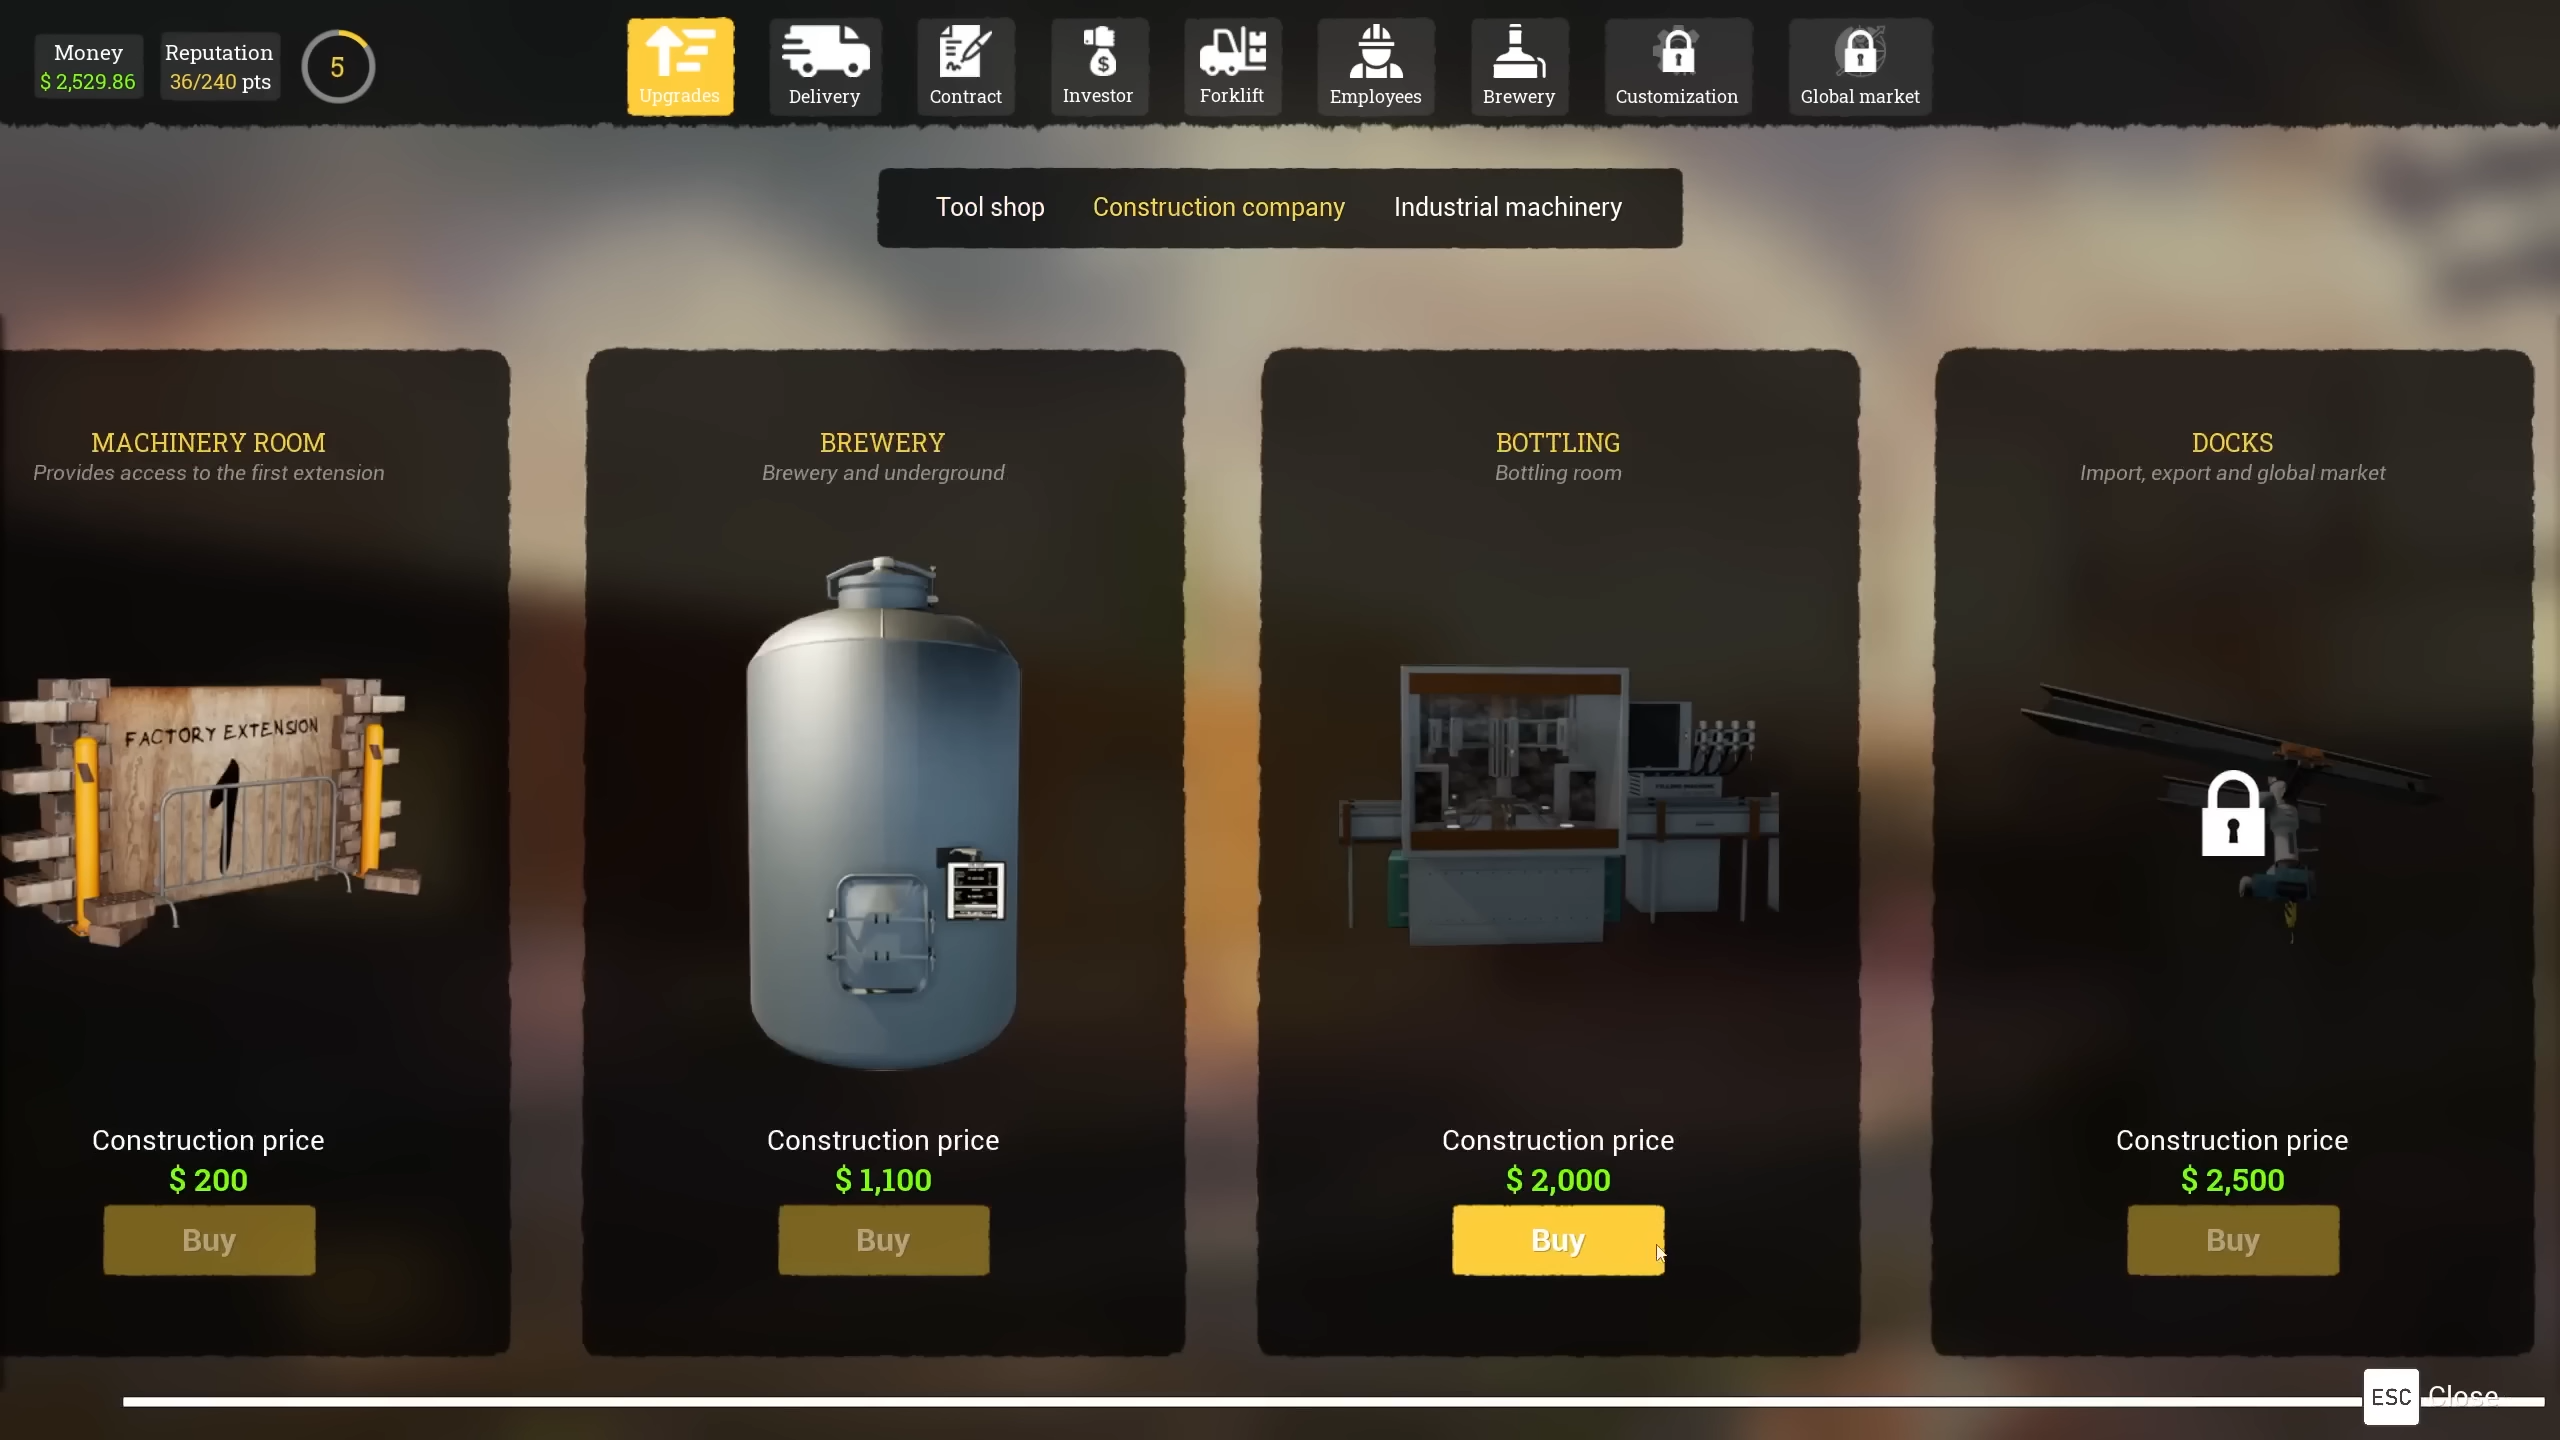 Money
$ 2,529.86
Reputation
36/240 pts
5
Upgrades
Delivery
Contract
Investor
Forklift
Employees
Brewery
Customization
Global market
Tool shop
Construction company
Industrial machinery
MACHINERY ROOM
Provides access to the first extension
FACTORY EXTENSION
1
Construction price
$ 200
Buy
BREWERY
Brewery and underground
Construction price
$ 1,100
Buy
BOTTLING
Bottling room
Construction price
$ 2,000
Buy
DOCKS
Import, export and global market
Construction price
$ 2,500
Buy
ESC Close